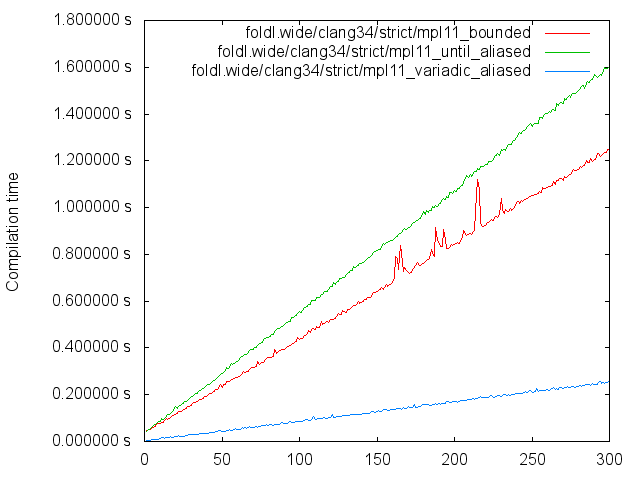 foldl.wide/clang34/strict/mpl11_bounded
foldl.wide/clang34/strict/mpl11_until_aliased
foldl.wide/clang34/strict/mpl11_variadic_aliased
1.800000 s
1.600000 s
1.400000 s
1.200000 s
1.000000 s
0.800000 s
0.600000 s
0.400000 s
0.200000 s
0.000000 s
Compilation time
0 50 100 150 200 250 300